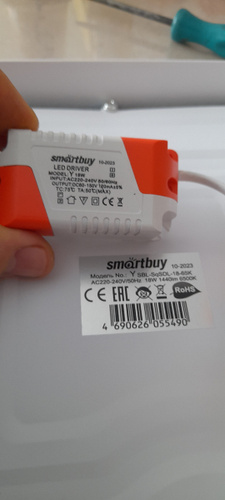 smartbuy 10-2023
LED DRIVER
MODEL: Y 18W
INPUT:AC220-240V 50/60Hz
OUTPUT:DC80-150V 160mA±5%
TC:75℃ TA:50℃(MAX)
smartbuy 10-2023
Модель No.: Y SBL-SqSDL-18-65K
AC220-240V/50Hz 18W 1440lm 6500K
CE EAC RoHS
4 690626 055490